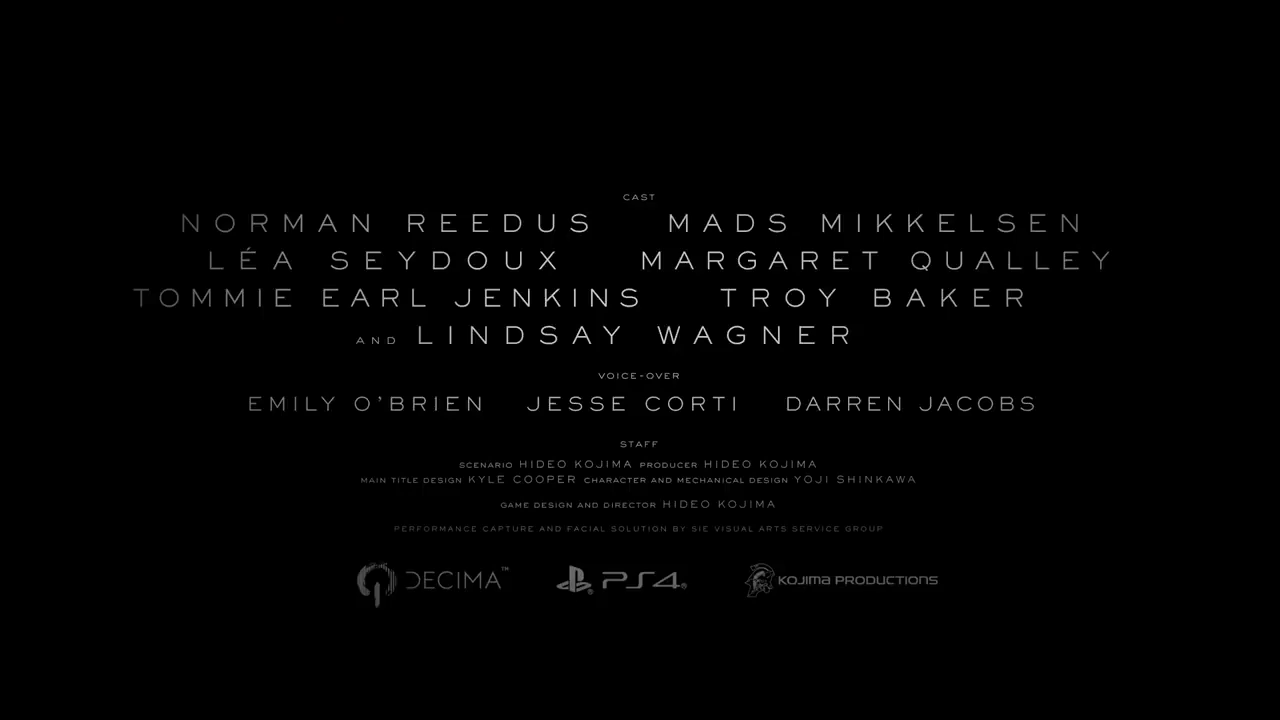 CAST
NORMAN REEDUS MADS MIKKELSEN
LÉA SEYDOUX MARGARET QUALLEY
TOMMIE EARL JENKINS TROY BAKER
AND LINDSAY WAGNER
VOICE-OVER
EMILY O’BRIEN JESSE CORTI DARREN JACOBS
STAFF
SCENARIO HIDEO KOJIMA PRODUCER HIDEO KOJIMA
MAIN TITLE DESIGN KYLE COOPER CHARACTER AND MECHANICAL DESIGN YOJI SHINKAWA
GAME DESIGN AND DIRECTOR HIDEO KOJIMA
PERFORMANCE CAPTURE AND FACIAL SOLUTION BY SIE VISUAL ARTS SERVICE GROUP
DECIMA™ PS4® KOJIMA PRODUCTIONS